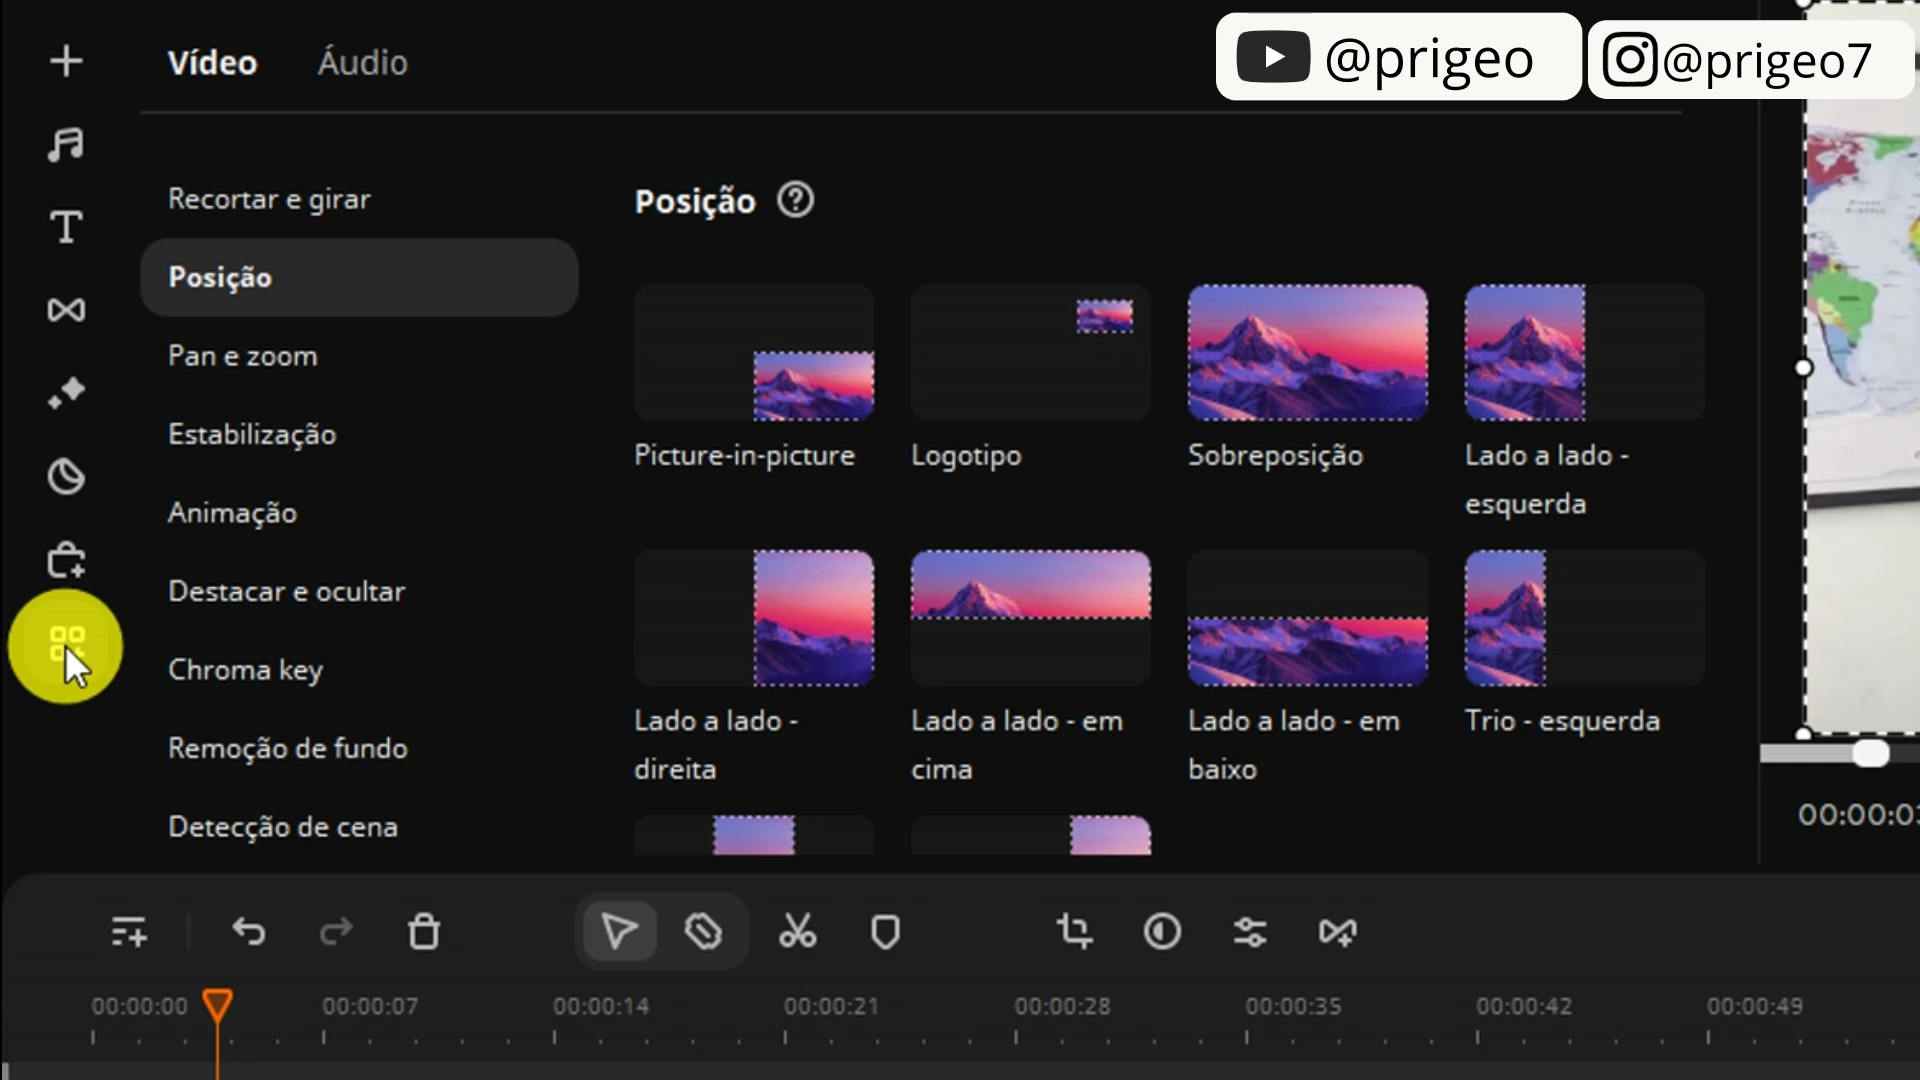 Vídeo Áudio
@prigeo
@prigeo7
Recortar e girar
Posição
Pan e zoom
Estabilização
Animação
Destacar e ocultar
Chroma key
Remoção de fundo
Detecção de cena
Posição ?
Picture-in-picture
Logotipo
Sobreposição
Lado a lado -
esquerda
Lado a lado -
direita
Lado a lado - em
cima
Lado a lado - em
baixo
Trio - esquerda
00:00:03
00:00:00 00:00:07 00:00:14 00:00:21 00:00:28 00:00:35 00:00:42 00:00:49